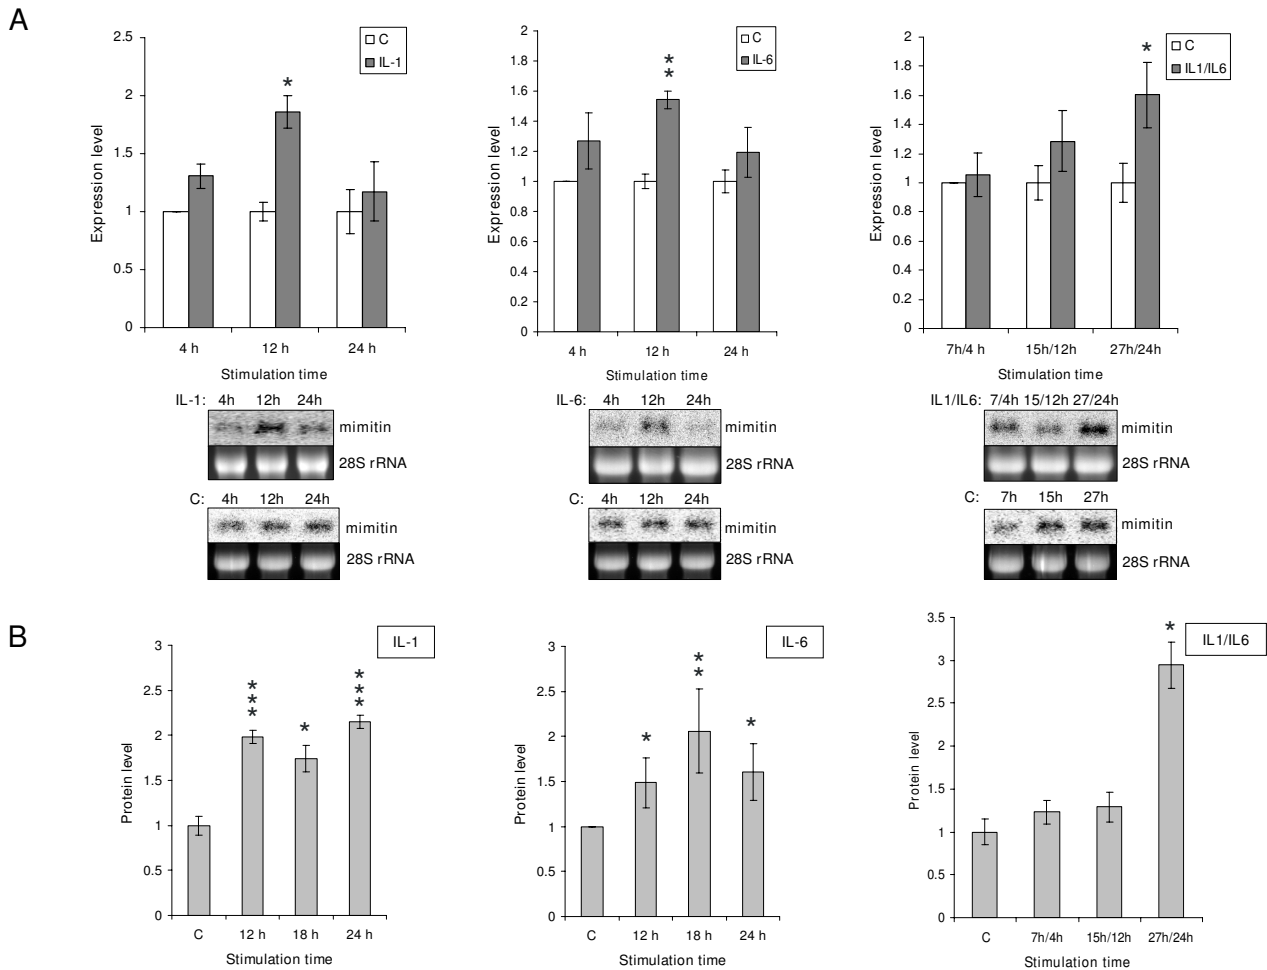 A
2.5
2
1.5
1
0.5
0
Expression level
C
IL-1
*
4 h 12 h 24 h
Stimulation time
2
1.8
1.6
1.4
1.2
1
0.8
0.6
0.4
0.2
0
Expression level
C
IL-6
*
*
4 h 12 h 24 h
Stimulation time
2
1.8
1.6
1.4
1.2
1
0.8
0.6
0.4
0.2
0
Expression level
C
IL1/IL6
*
7h/4 h 15h/12h 27h/24h
Stimulation time
IL-1: 4h 12h 24h
mimitin
28S rRNA
C: 4h 12h 24h
mimitin
28S rRNA
IL-6: 4h 12h 24h
mimitin
28S rRNA
C: 4h 12h 24h
mimitin
28S rRNA
IL1/IL6: 7/4h 15/12h 27/24h
mimitin
28S rRNA
C: 7h 15h 27h
mimitin
28S rRNA
B
IL-1
3
2.5
2
1.5
1
0.5
0
Protein level
*
*
*
*
*
*
*
C 12 h 18 h 24 h
Stimulation time
IL-6
3
2.5
2
1.5
1
0.5
0
Protein level
*
*
*
*
C 12 h 18 h 24 h
Stimulation time
IL1/IL6
3.5
3
2.5
2
1.5
1
0.5
0
Protein level
*
C 7h/4h 15h/12h 27h/24h
Stimulation time